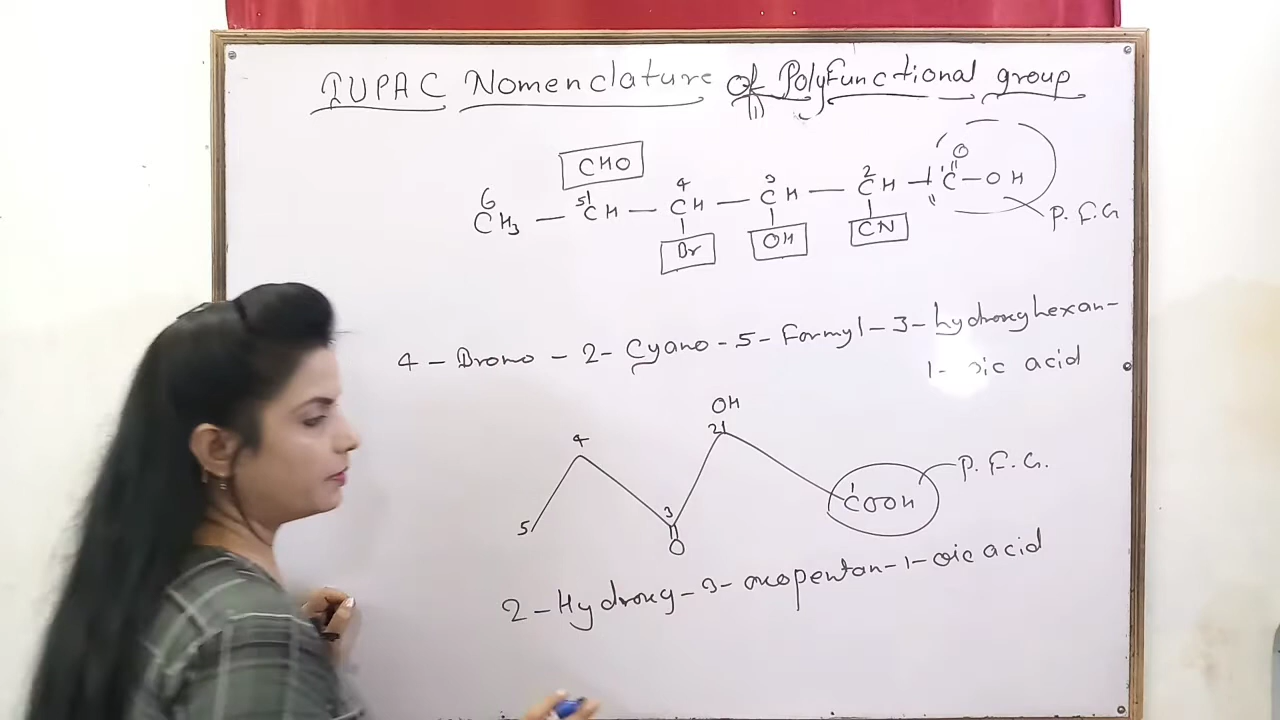 IUPAC Nomenclature of PolyFunctional group
CHO
O
6 5 4 3 2 1
CH3 — CH — CH — CH — CH — C — OH
Br OH CN
P. F. G
4 - Bromo - 2 - Cyano - 5 - Formyl - 3 - hydroxyhexan -
1 - oic acid
OH
4 2
P. F. G.
1
COOH
5 3
O
2 - Hydroxy - 3 - oxopentan - 1 - oic acid